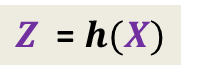 Z = h(X)